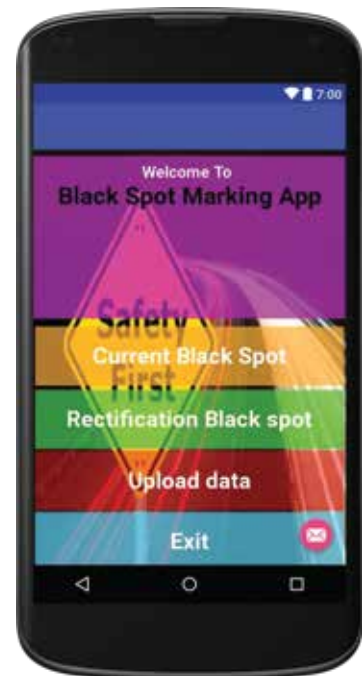 7:00
Welcome To
Black Spot Marking App
Safety
Current Black Spot
First
Rectification Black spot
Upload data
Exit